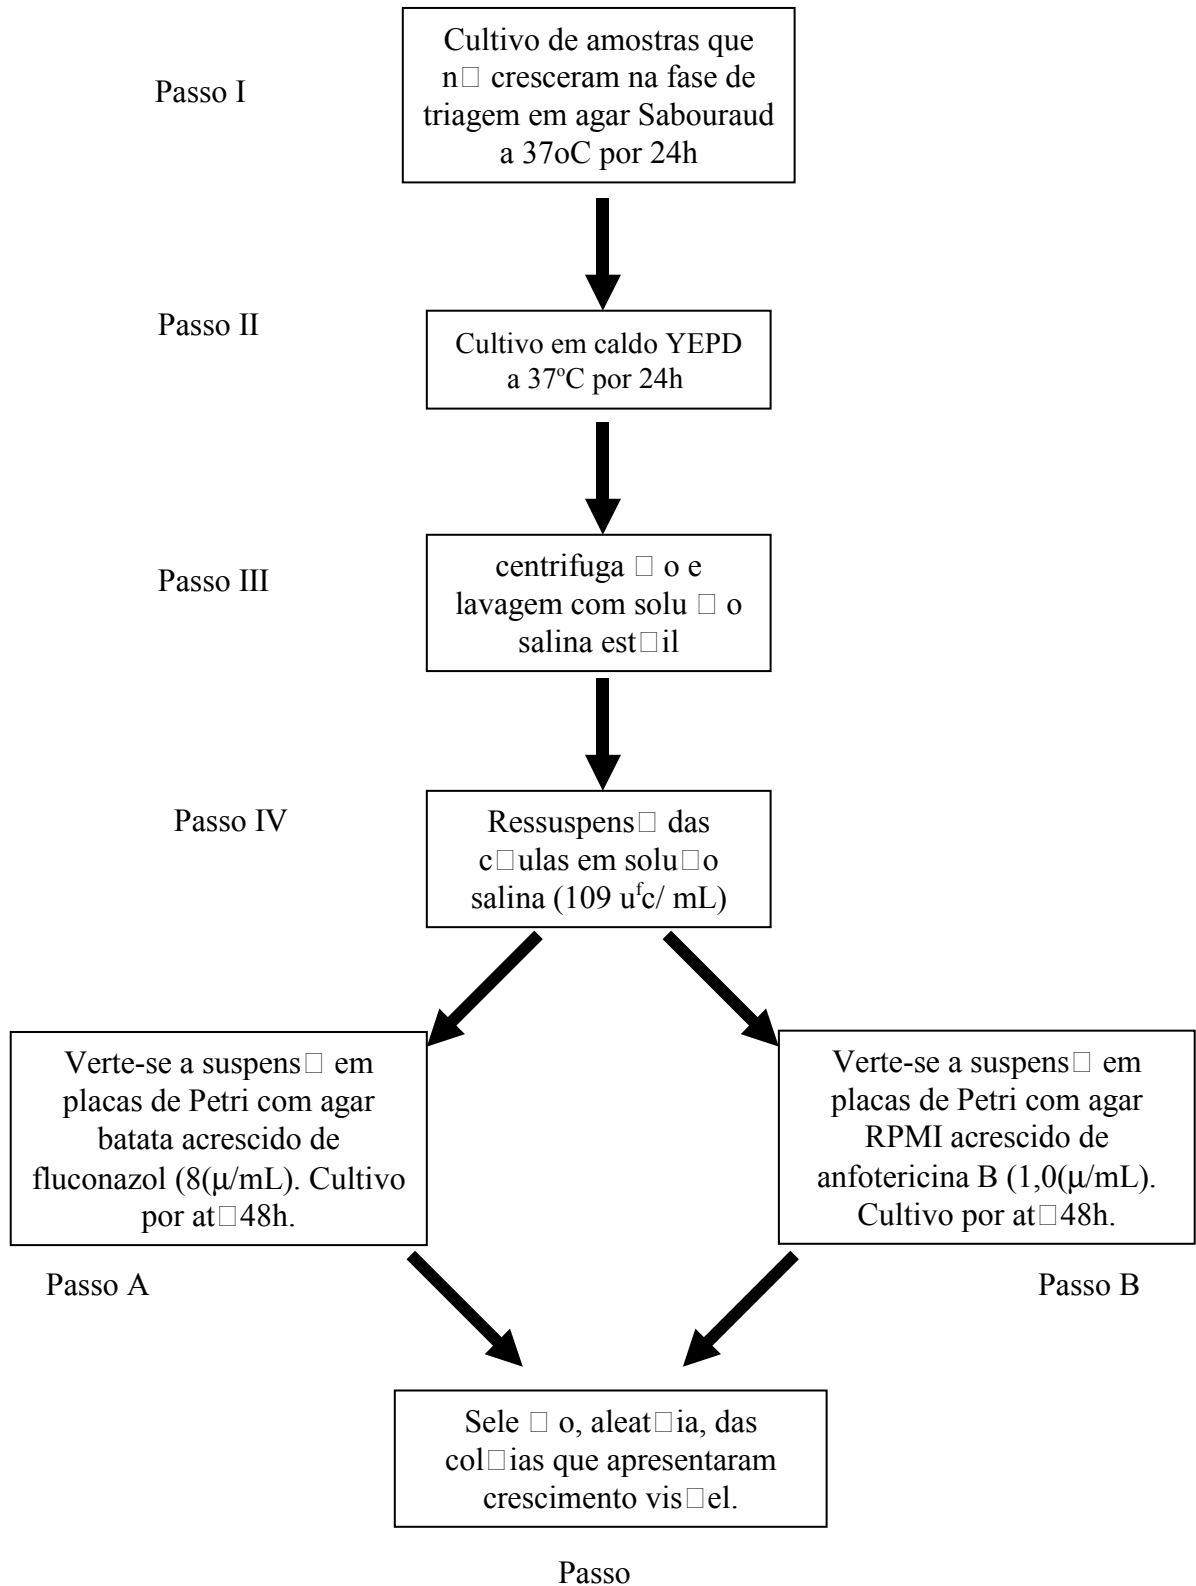 Passo I
Cultivo de amostras que
n□ cresceram na fase de
triagem em agar Sabouraud
a 37oC por 24h
Passo II
Cultivo em caldo YEPD
a 37ºC por 24h
Passo III
centrifuga □ o e
lavagem com solu □ o
salina est□il
Passo IV
Ressuspens□ das
c□ulas em solu□o
salina (109 uᶠc/ mL)
Verte-se a suspens□ em
placas de Petri com agar
batata acrescido de
fluconazol (8(μ/mL). Cultivo
por at□48h.
Passo A
Verte-se a suspens□ em
placas de Petri com agar
RPMI acrescido de
anfotericina B (1,0(μ/mL).
Cultivo por at□48h.
Passo B
Sele □ o, aleat□ia, das
col□ias que apresentaram
crescimento vis□el.
Passo